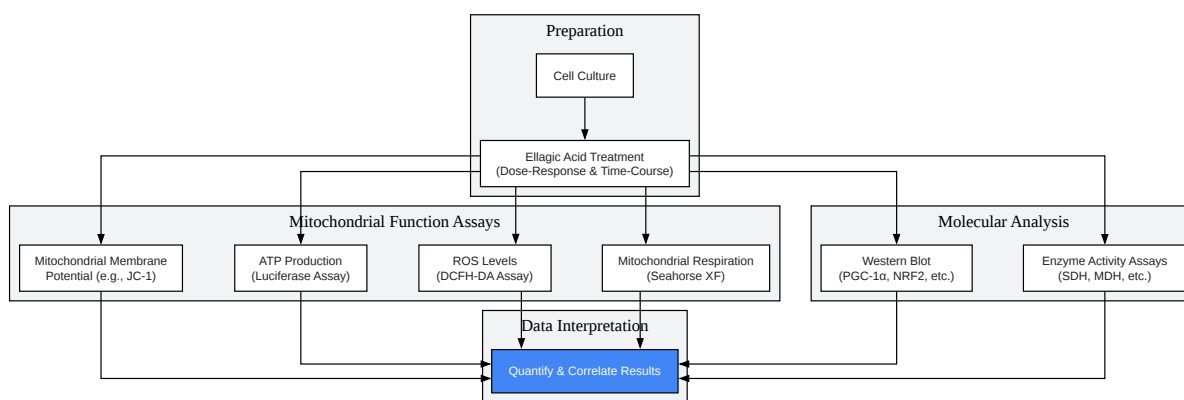 Preparation
Cell Culture
Ellagic Acid Treatment
(Dose-Response & Time-Course)
Mitochondrial Function Assays
Mitochondrial Membrane
Potential (e.g., JC-1)
ATP Production
(Luciferase Assay)
ROS Levels
(DCFH-DA Assay)
Mitochondrial Respiration
(Seahorse XF)
Molecular Analysis
Western Blot
(PGC-1α, NRF2, etc.)
Enzyme Activity Assays
(SDH, MDH, etc.)
Data Interpretation
Quantify & Correlate Results